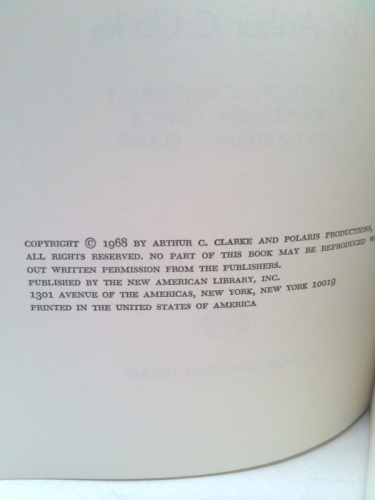 COPYRIGHT © 1968 BY ARTHUR C. CLARKE AND POLARIS PRODUCTIONS,
ALL RIGHTS RESERVED. NO PART OF THIS BOOK MAY BE REPRODUCED W
OUT WRITTEN PERMISSION FROM THE PUBLISHERS.
PUBLISHED BY THE NEW AMERICAN LIBRARY, INC.
1301 AVENUE OF THE AMERICAS, NEW YORK, NEW YORK 10019
PRINTED IN THE UNITED STATES OF AMERICA